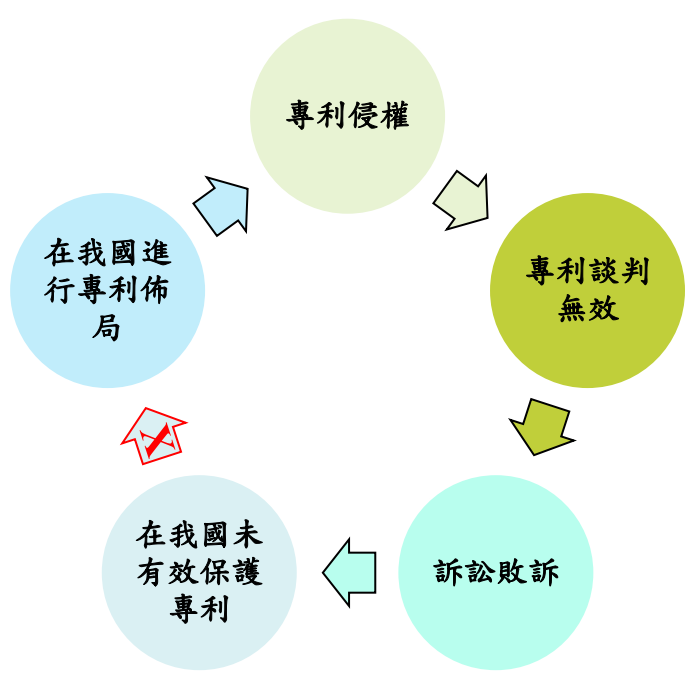 專利侵權
專利談判
無效
訴訟敗訴
在我國未
有效保護
專利
X
在我國進
行專利佈
局